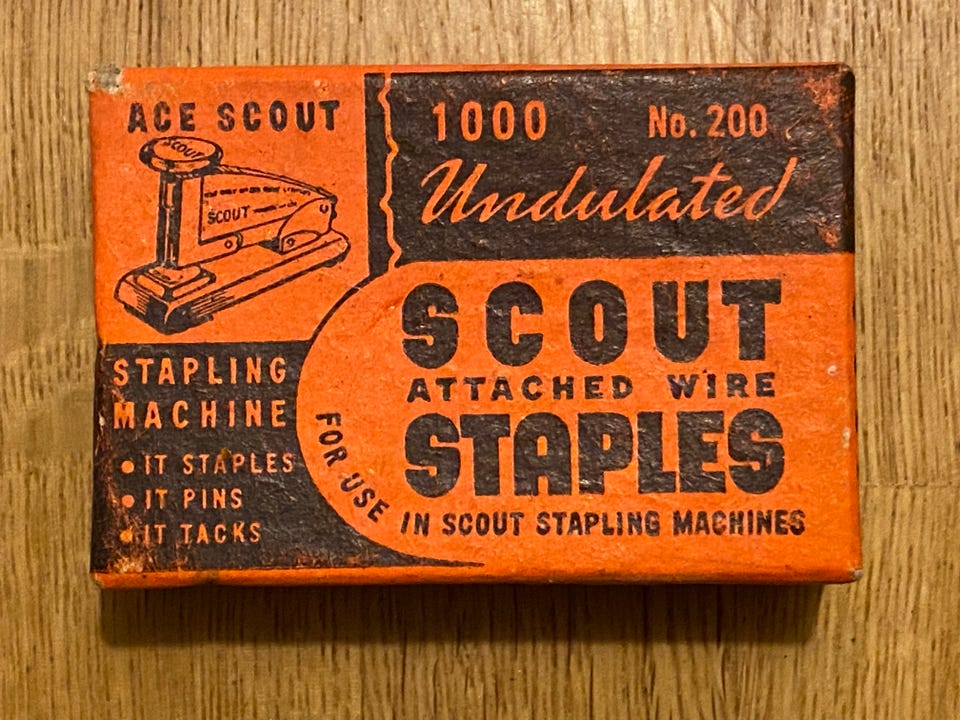 ACE SCOUT
SCOUT
SCOUT
STAPLING
MACHINE
• IT STAPLES
• IT PINS
• IT TACKS
1000 No. 200
Undulated
SCOUT
ATTACHED WIRE
STAPLES
FOR USE IN SCOUT STAPLING MACHINES